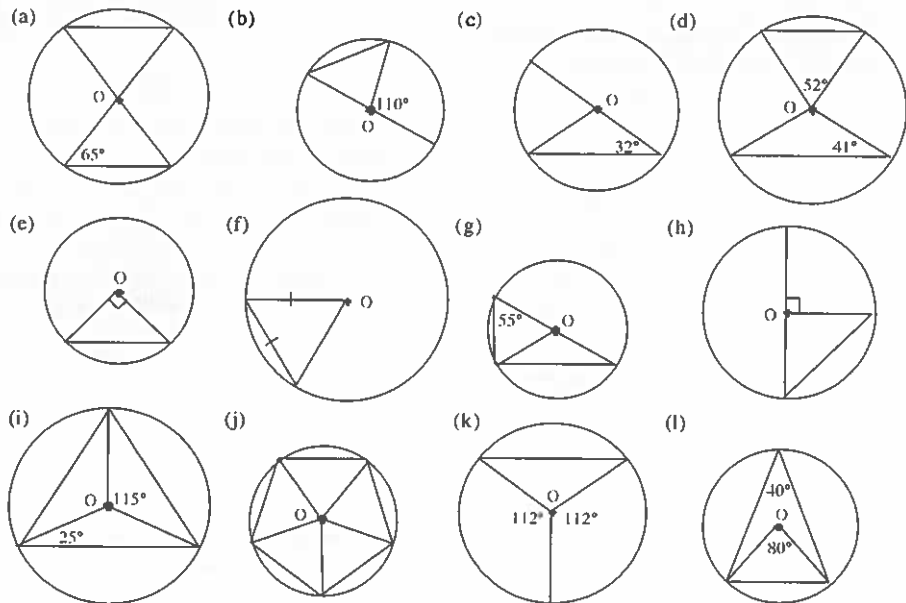 (a)
O
65°
(b)
110°
O
(c)
O
32°
(d)
52°
O
41°
(e)
O
(f)
O
(g)
55°
O
(h)
O
(i)
O 115°
25°
(j)
O
(k)
O
112° 112°
(l)
40°
O
80°